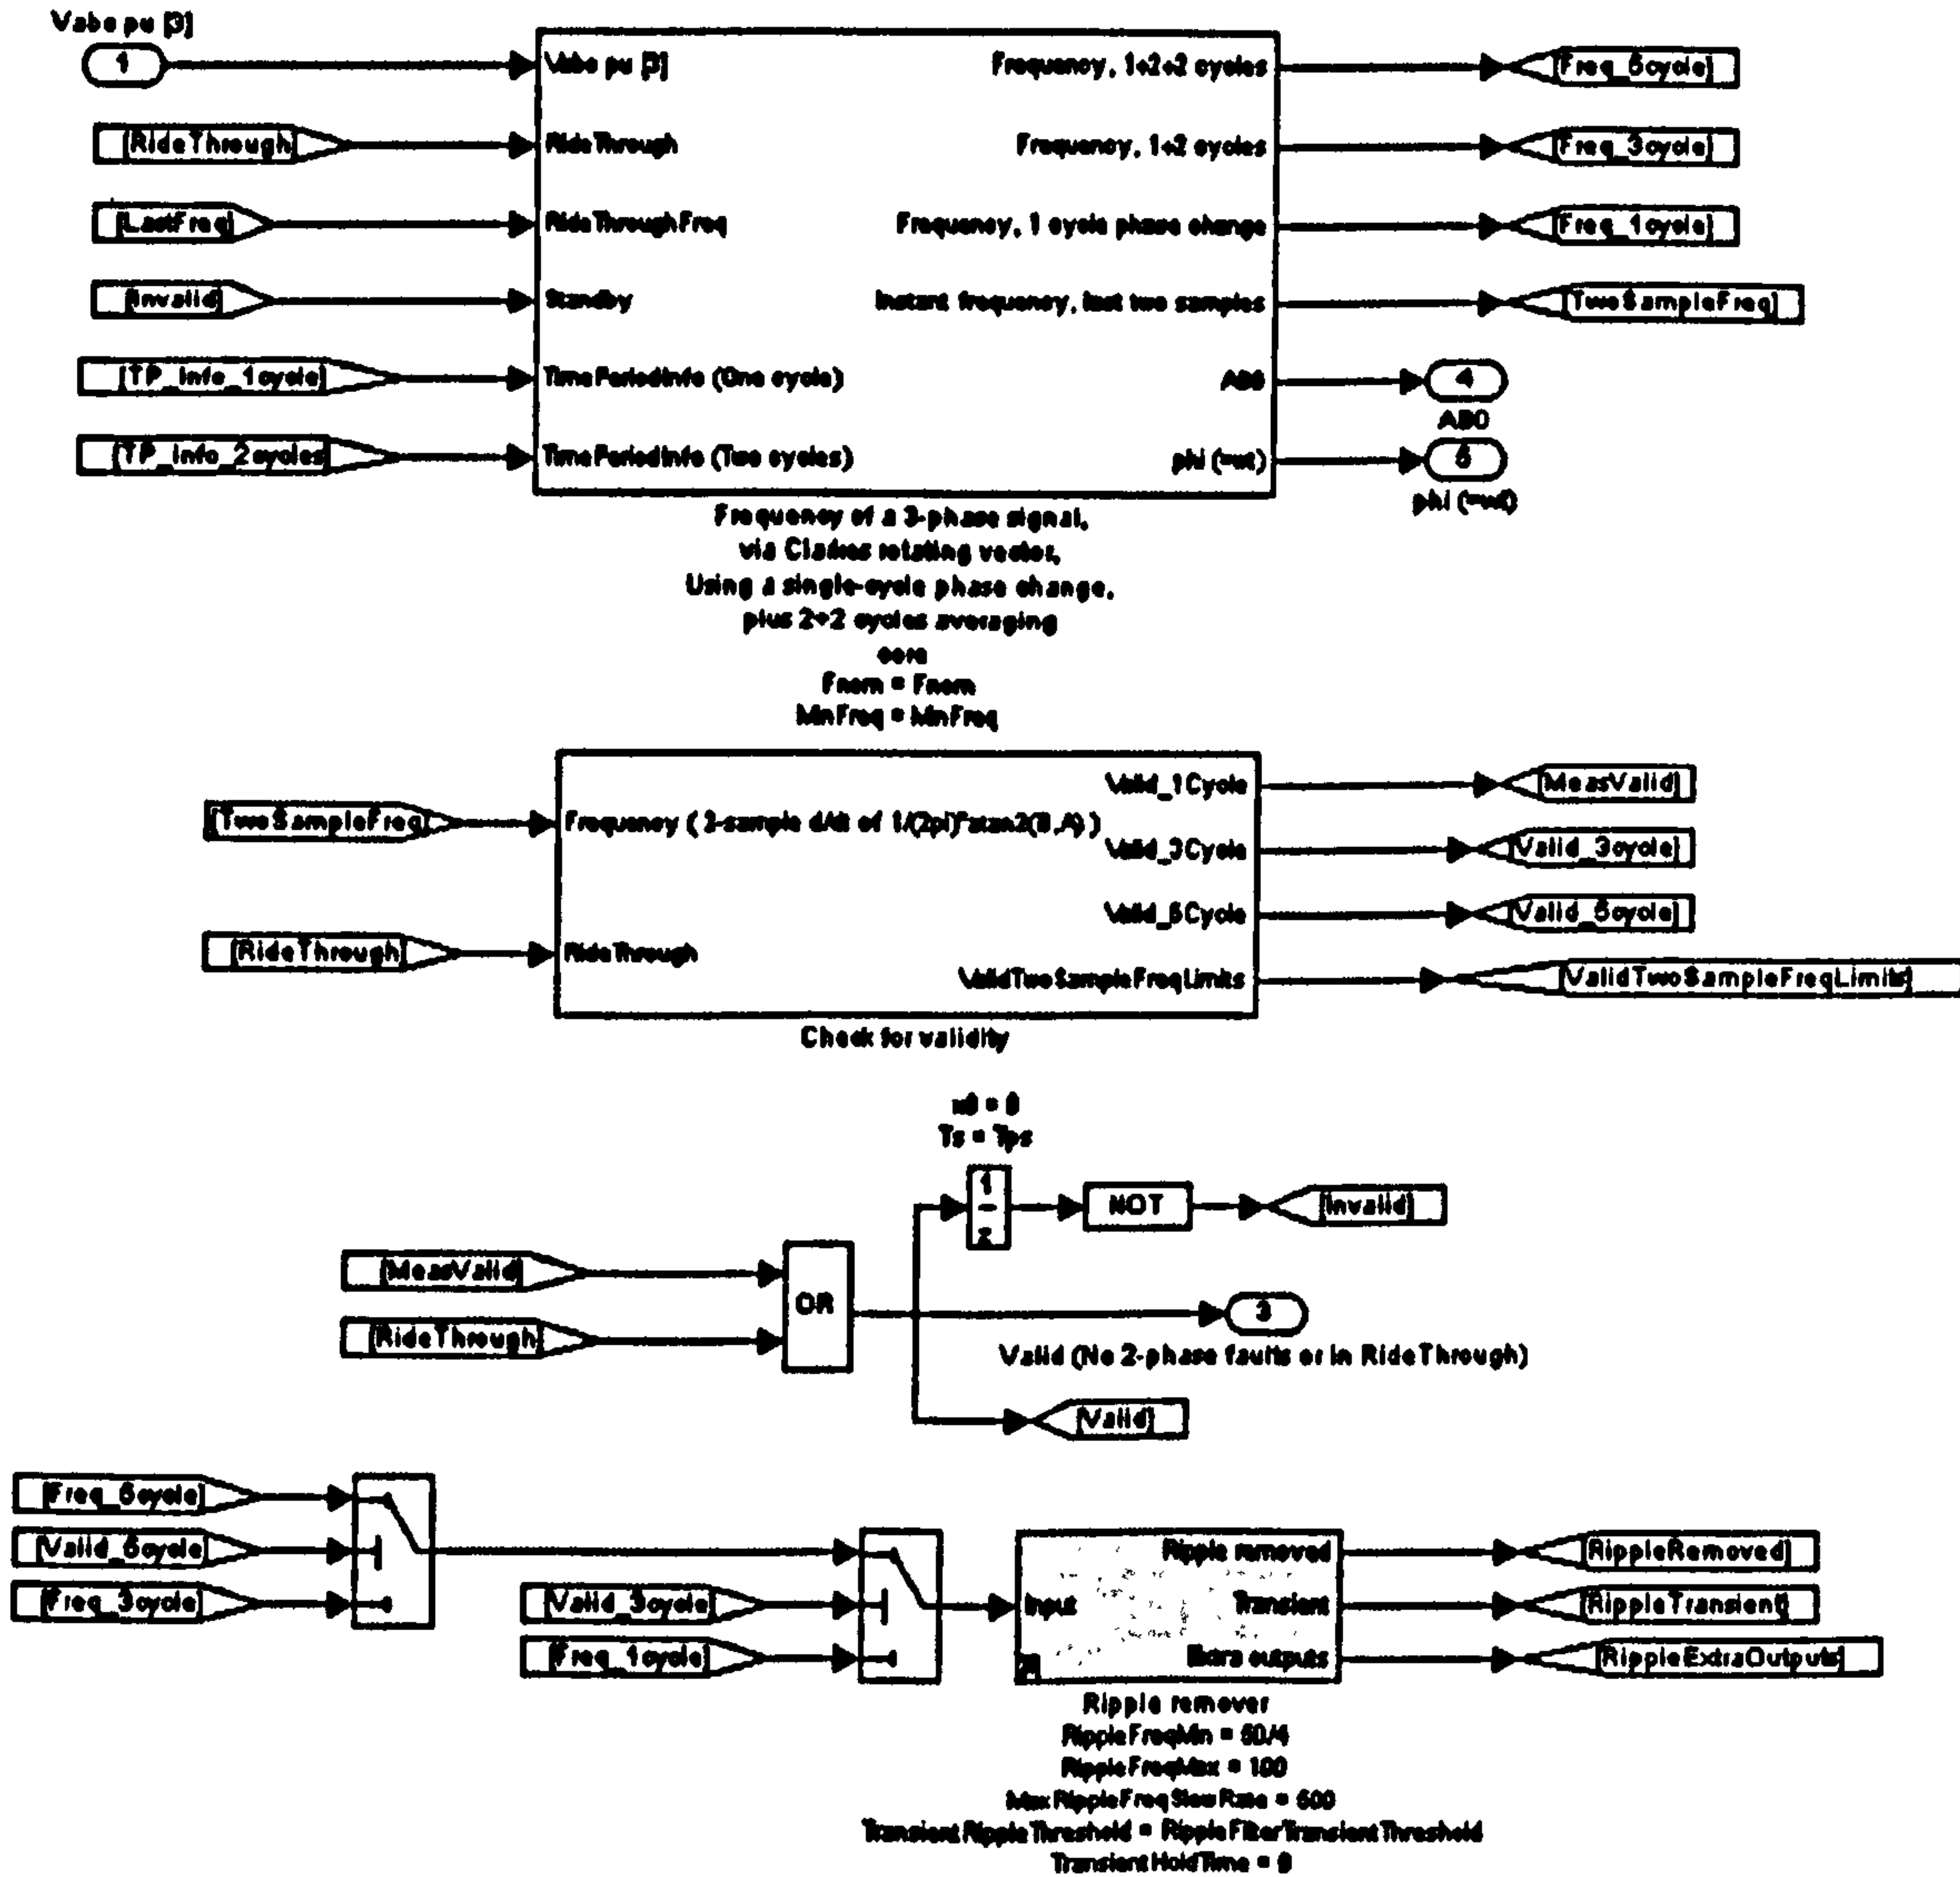 Vabc pu [3]
1
Vabc pu [3]
Frequency, 1+2+2 cycles
[Freq_5cycle]
[RideThrough]
RideThrough
Frequency, 1+2 cycles
[Freq_3cycle]
[LastFreq]
RideThroughFreq
Frequency, 1 cycle phase change
[Freq_1cycle]
[Invalid]
Standby
Instant frequency, last two samples
[TwoSampleFreq]
[TP_Info_1cycle]
TimePeriodInfo (One cycle)
AB0
4
AB0
[TP_Info_2cycles]
TimePeriodInfo (Two cycles)
phi (=wt)
5
phi (=wt)
Frequency of a 3-phase signal,
via Clarkes rotating vector,
Using a single-cycle phase change,
plus 2+2 cycles averaging
core
Fnom = Fnom
MinFreq = MinFreq
Valid_1Cycle
[MeasValid]
[TwoSampleFreq]
Frequency ( 2-sample d/dt of 1/(2pi)*atan2(B,A) )
Valid_3Cycle
[Valid_3cycle]
Valid_5Cycle
[Valid_5cycle]
[RideThrough]
RideThrough
ValidTwoSampleFreqLimits
[ValidTwoSampleFreqLimits]
Check for validity
x0 = 0
Ts = Tps
1
z
NOT
[Invalid]
[MeasValid]
OR
3
[RideThrough]
Valid (No 2-phase faults or in RideThrough)
[Valid]
[Freq_5cycle]
[Valid_5cycle]
Ripple removed
[RippleRemoved]
[Freq_3cycle]
[Valid_3cycle]
Input
Transient
[RippleTransient]
[Freq_1cycle]
Extra outputs
[RippleExtraOutputs]
Ripple remover
RippleFreqMin = 50/4
RippleFreqMax = 100
MaxRippleFreqSlewRate = 500
TransientRippleThreshold = RippleFilterTransientThreshold
TransientHoldTime = 0